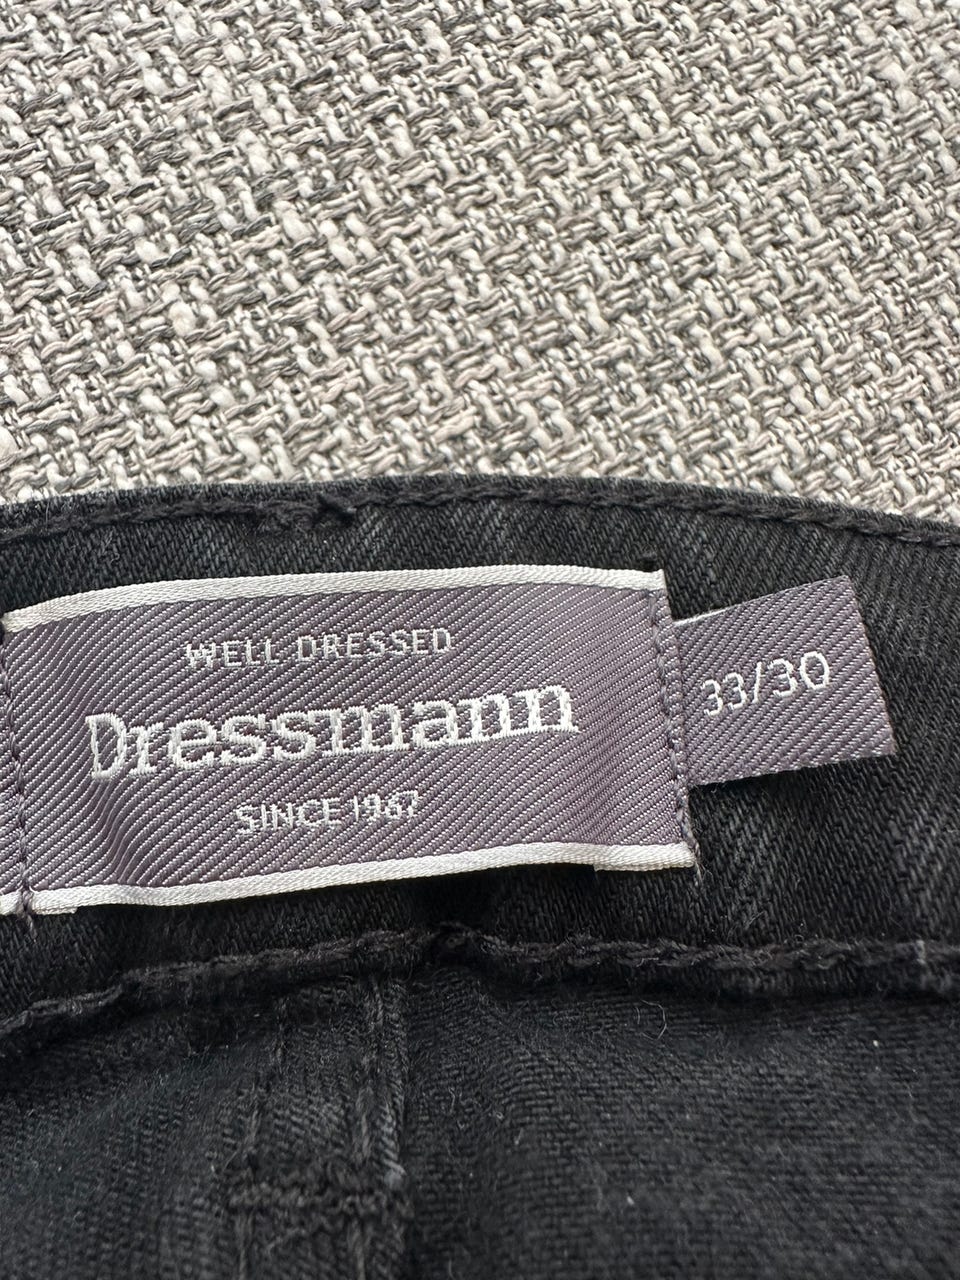 WELL DRESSED
Dressmann
SINCE 1967
33/30